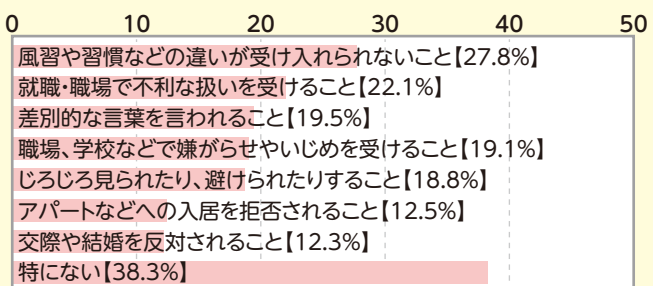 0 10 20 30 40 50
風習や習慣などの違いが受け入れられないこと【27.8%】
就職・職場で不利な扱いを受けること【22.1%】
差別的な言葉を言われること【19.5%】
職場、学校などで嫌がらせやいじめを受けること【19.1%】
じろじろ見られたり、避けられたりすること【18.8%】
アパートなどへの入居を拒否されること【12.5%】
交際や結婚を反対されること【12.3%】
特にない【38.3%】